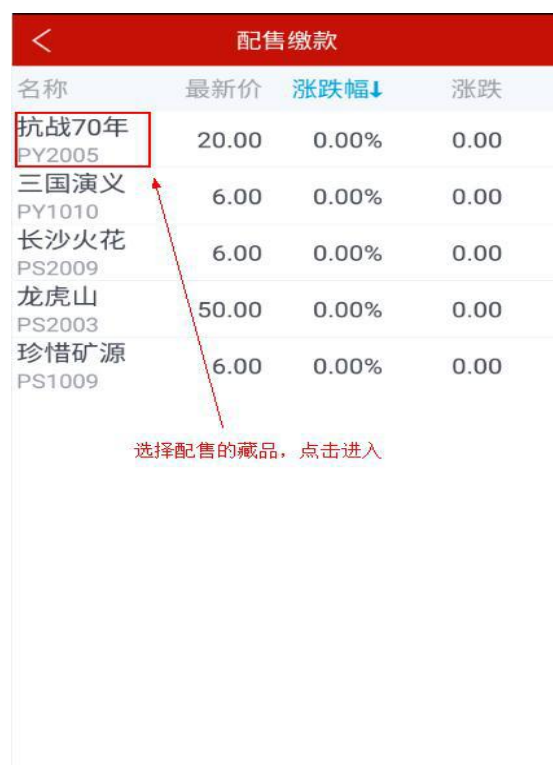 配售缴款
名称 最新价 涨跌幅↓ 涨跌
抗战70年 20.00 0.00% 0.00
PY2005
三国演义 6.00 0.00% 0.00
PY1010
长沙火花 6.00 0.00% 0.00
PS2009
龙虎山 50.00 0.00% 0.00
PS2003
珍惜矿源 6.00 0.00% 0.00
PS1009
选择配售的藏品，点击进入